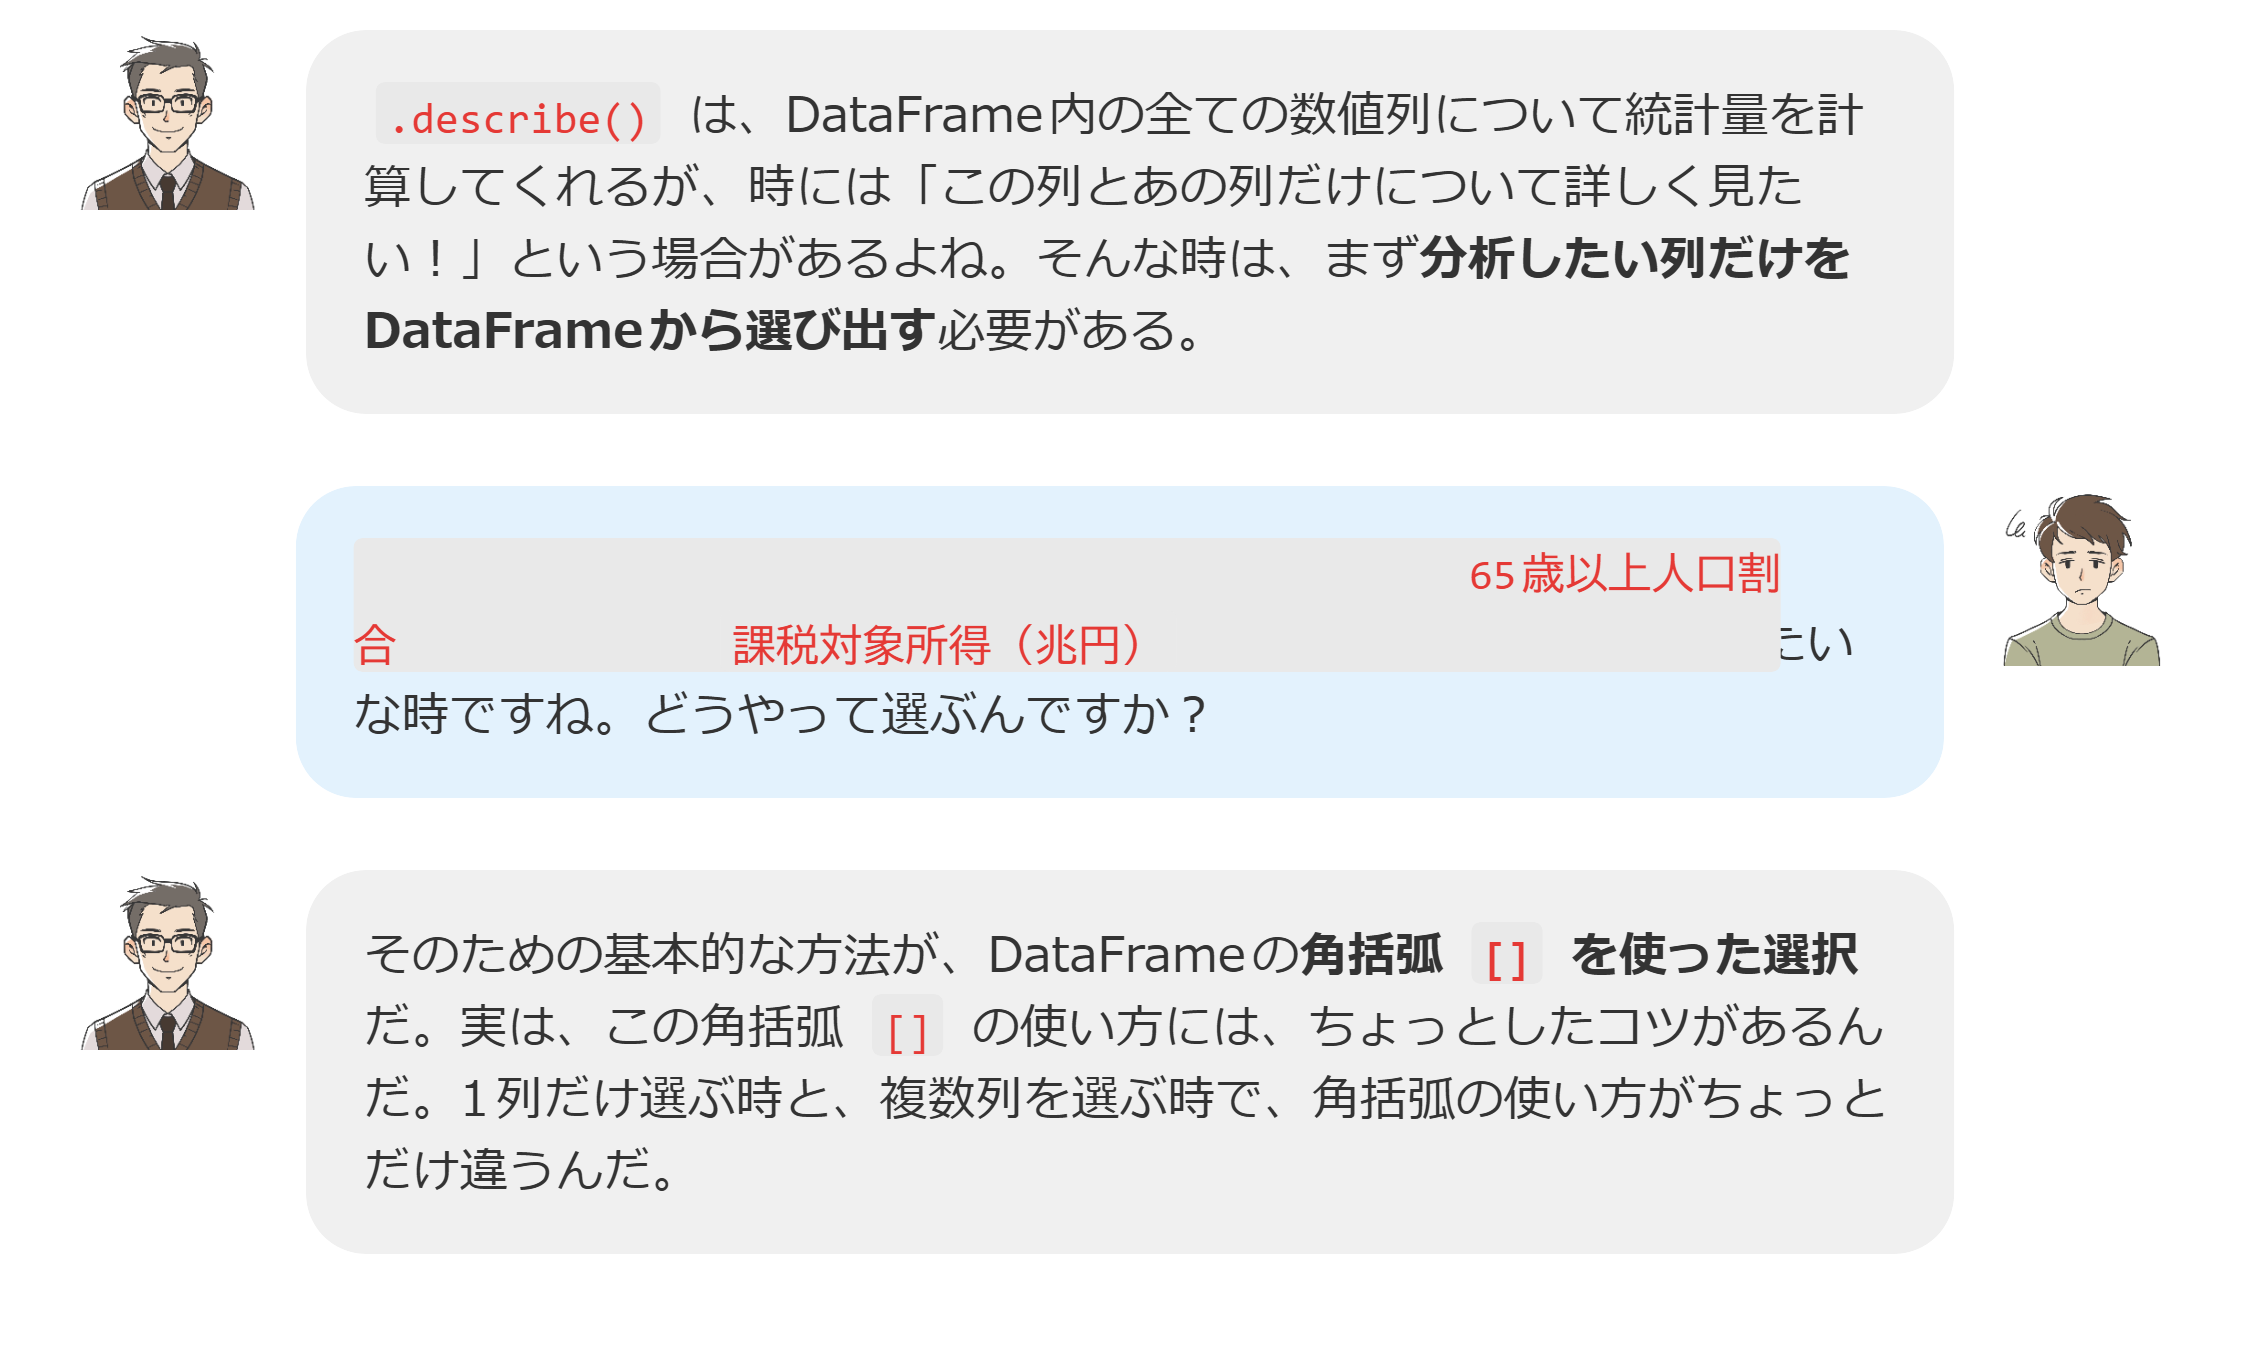 .describe() は、DataFrame内の全ての数値列について統計量を計
算してくれるが、時には「この列とあの列だけについて詳しく見た
い！」という場合があるよね。そんな時は、まず分析したい列だけを
DataFrameから選び出す必要がある。
65歳以上人口割
合 課税対象所得（兆円） たい
な時ですね。どうやって選ぶんですか？
そのための基本的な方法が、DataFrameの角括弧 [] を使った選択
だ。実は、この角括弧 [] の使い方には、ちょっとしたコツがあるん
だ。1列だけ選ぶ時と、複数列を選ぶ時で、角括弧の使い方がちょっと
だけ違うんだ。